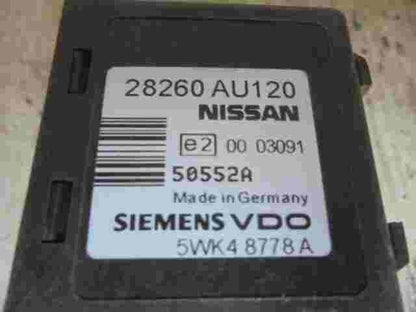 28260 AU120
NISSAN
e2 00 03091
50552A
Made in Germany
SIEMENS VDO
5WK4 8778 A